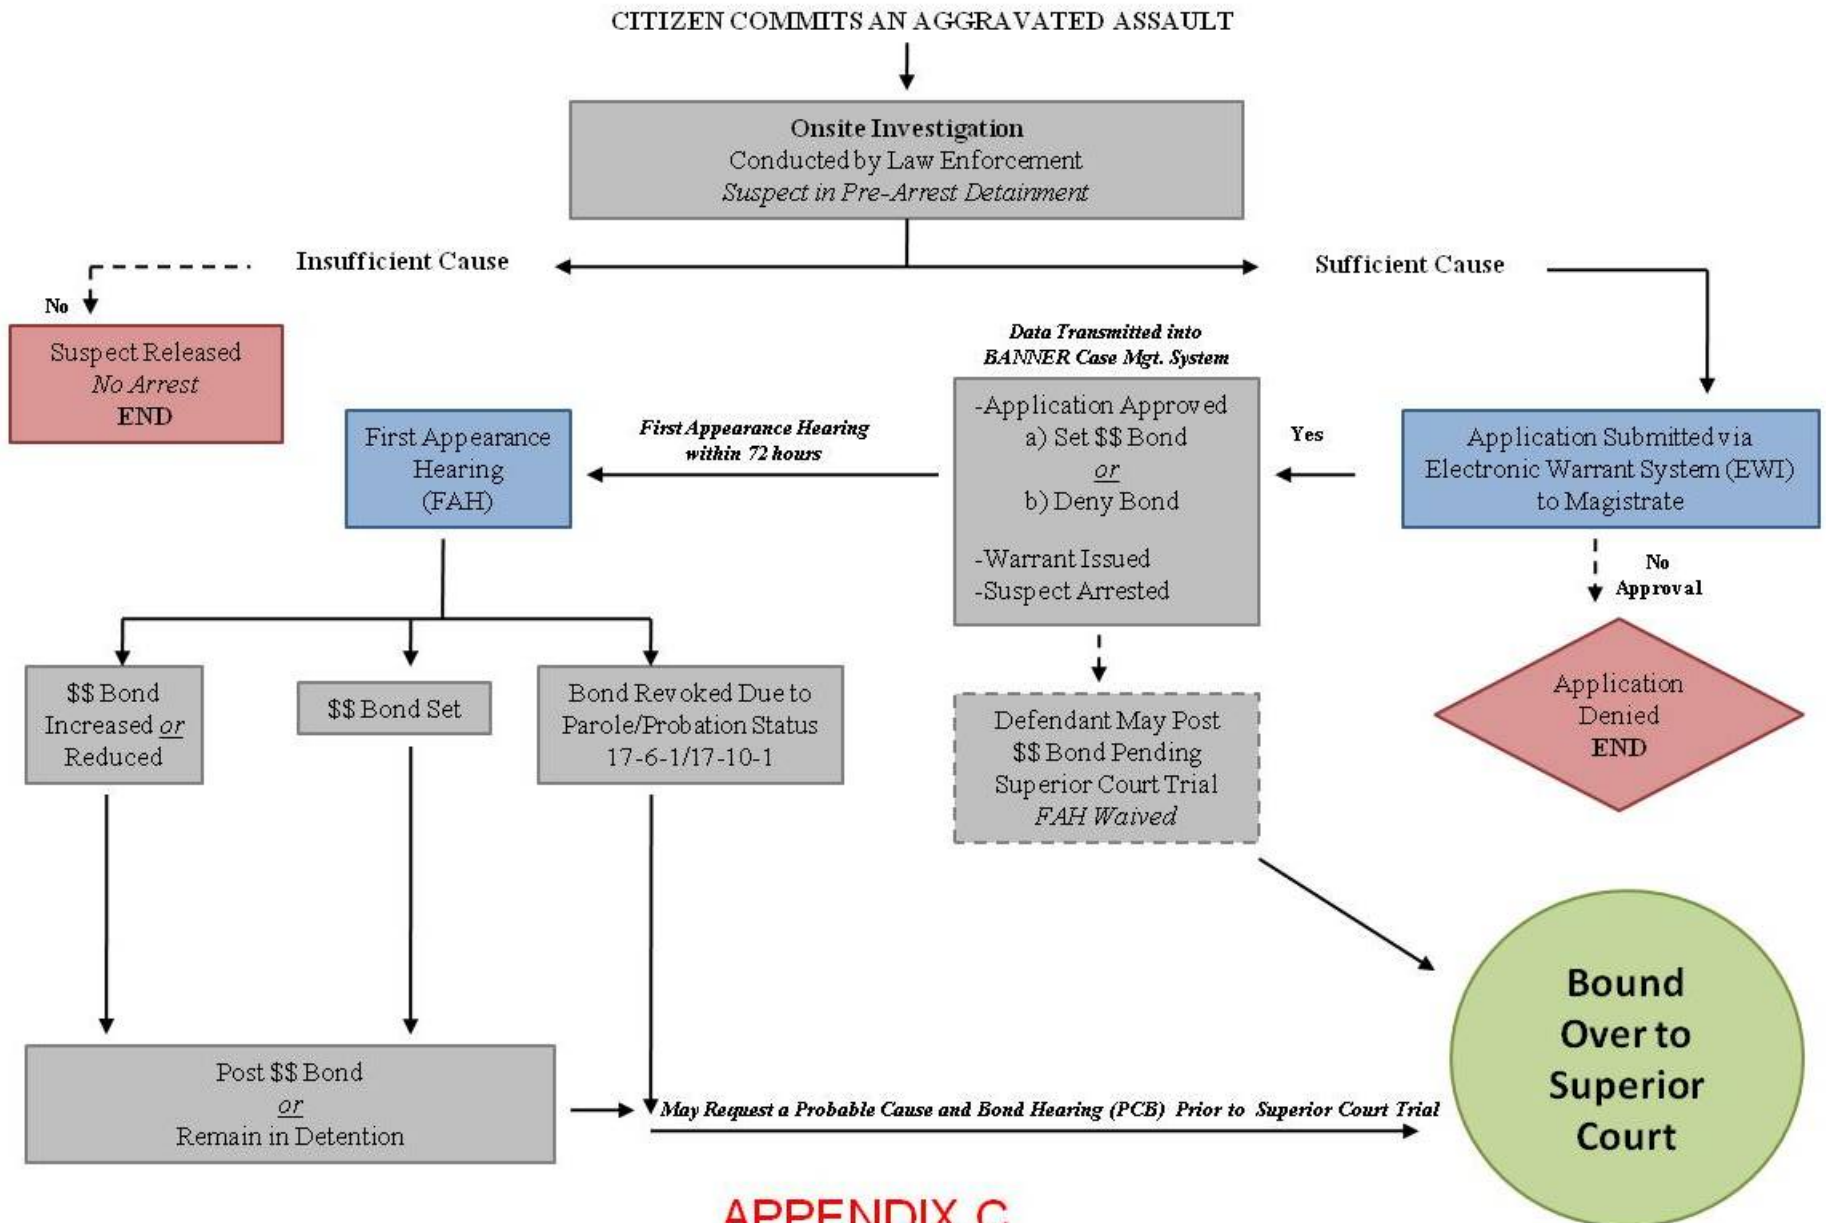 CITIZEN COMMITS AN AGGRAVATED ASSAULT
Onsite Investigation
Conducted by Law Enforcement
Suspect in Pre-Arrest Detainment
Insufficient Cause
Sufficient Cause
No
Suspect Released
No Arrest
END
Data Transmitted into
BANNER Case Mgt. System
-Application Approved
a) Set $$ Bond
or
b) Deny Bond
-Warrant Issued
-Suspect Arrested
Yes
Application Submitted via
Electronic Warrant System (EWI)
to Magistrate
No
Approval
Application
Denied
END
First Appearance Hearing
within 72 hours
First Appearance
Hearing
(FAH)
$$ Bond
Increased or
Reduced
$$ Bond Set
Bond Revoked Due to
Parole/Probation Status
17-6-1/17-10-1
Defendant May Post
$$ Bond Pending
Superior Court Trial
FAH Waived
Post $$ Bond
or
Remain in Detention
May Request a Probable Cause and Bond Hearing (PCB) Prior to Superior Court Trial
Bound
Over to
Superior
Court
APPENDIX C